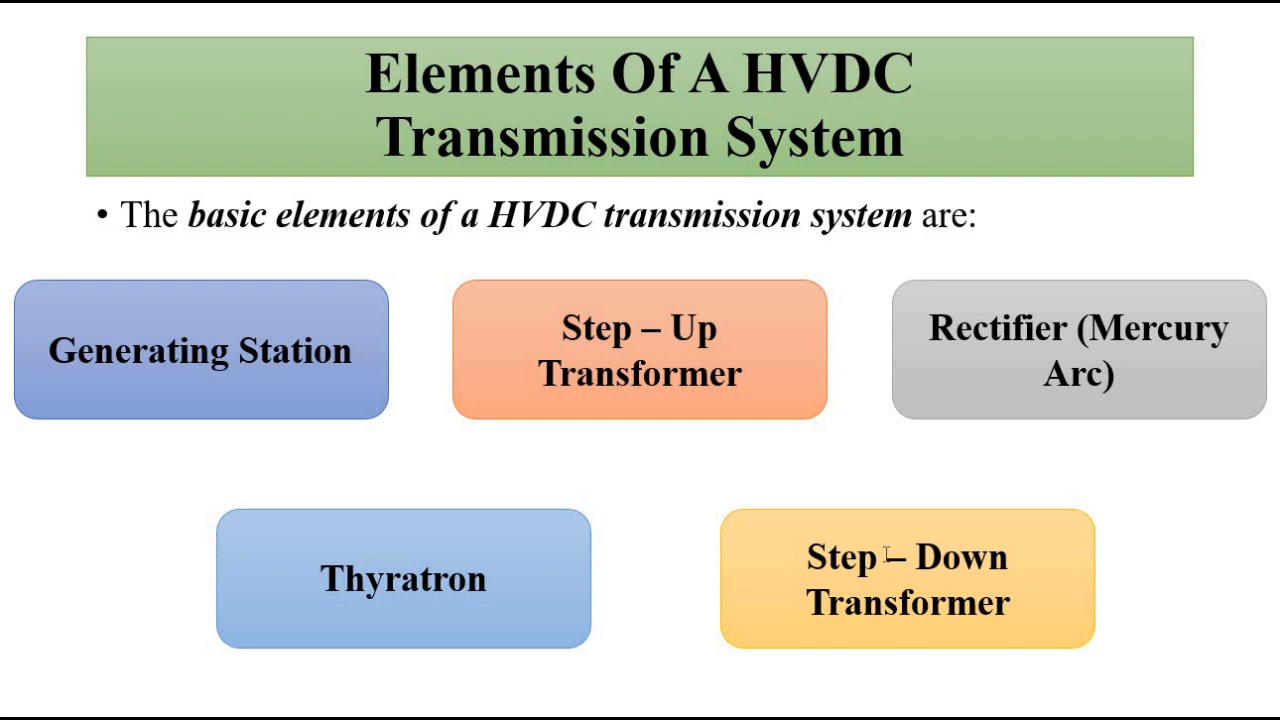 Elements Of A HVDC
Transmission System
• The basic elements of a HVDC transmission system are:
Generating Station
Step – Up
Transformer
Rectifier (Mercury
Arc)
Thyratron
Step – Down
Transformer